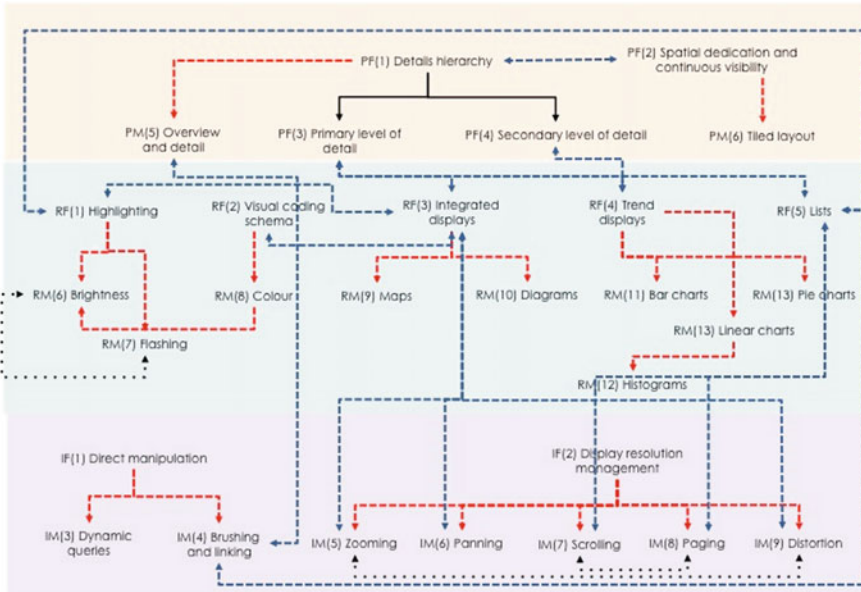 PF(1) Details hierarchy
PF(2) Spatial dedication and
continuous visibility
PM(5) Overview
and detail
PF(3) Primary level of
detail
PF(4) Secondary level of detail
PM(6) Tiled layout
RF(1) Highlighting
RF(2) Visual coding
schema
RF(3) Integrated
displays
RF(4) Trend
displays
RF(5) Lists
RM(6) Brightness
RM(8) Colour
RM(9) Maps
RM(10) Diagrams
RM(11) Bar charts
RM(13) Pie charts
RM(7) Flashing
RM(13) Linear charts
RM(12) Histograms
IF(1) Direct manipulation
IF(2) Display resolution
management
IM(3) Dynamic
queries
IM(4) Brushing
and linking
IM(5) Zooming
IM(6) Panning
IM(7) Scrolling
IM(8) Paging
IM(9) Distortion